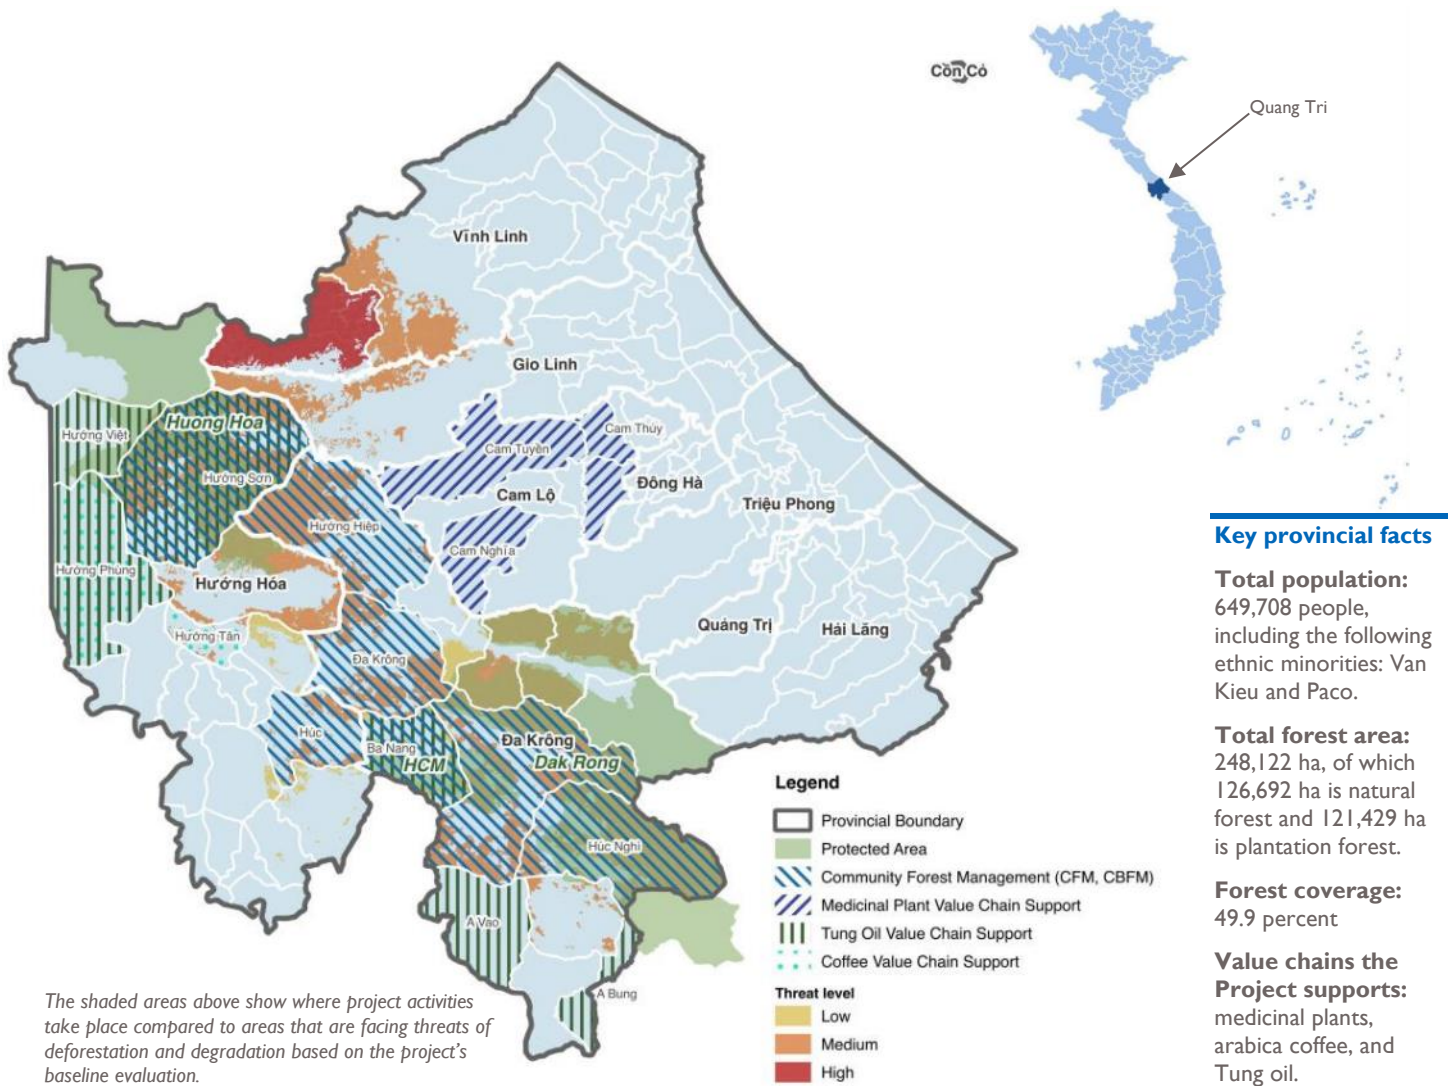 Cồn Cỏ
Quang Tri
Vĩnh Linh
Gio Linh
Hướng Việt
Huong Hoa
Cam Thủy
Cam Tuyền
Hướng Sơn
Cam Lộ
Đông Hà
Triệu Phong
Hướng Hiệp
Cam Nghĩa
Hướng Phùng
Hướng Hóa
Quảng Trị
Hải Lăng
Hướng Tân
Đa Krông
Húc
Ba Nang
HCM
Đa Krông
Dak Rong
Húc Nghì
A Vao
A Bung
Legend
Provincial Boundary
Protected Area
Community Forest Management (CFM, CBFM)
Medicinal Plant Value Chain Support
Tung Oil Value Chain Support
Coffee Value Chain Support
Threat level
Low
Medium
High
The shaded areas above show where project activities
take place compared to areas that are facing threats of
deforestation and degradation based on the project's
baseline evaluation.
Key provincial facts
Total population:
649,708 people,
including the following
ethnic minorities: Van
Kieu and Paco.
Total forest area:
248,122 ha, of which
126,692 ha is natural
forest and 121,429 ha
is plantation forest.
Forest coverage:
49.9 percent
Value chains the
Project supports:
medicinal plants,
arabica coffee, and
Tung oil.